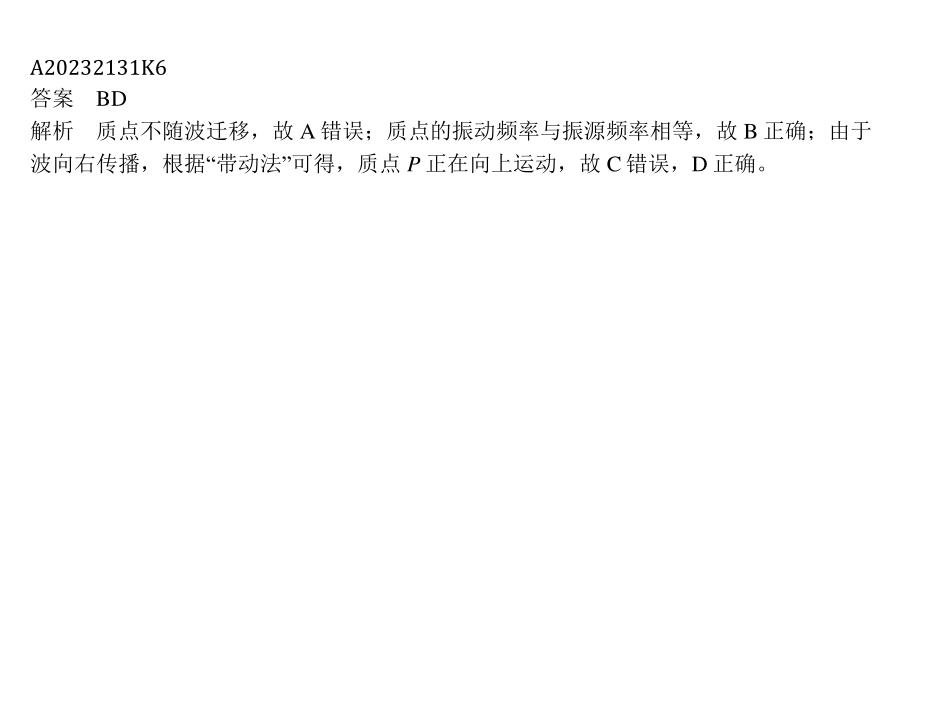 A20232131K6
答案 BD
解析 质点不随波迁移，故 A 错误；质点的振动频率与振源频率相等，故 B 正确；由于
波向右传播，根据“带动法”可得，质点 P 正在向上运动，故 C 错误，D 正确。